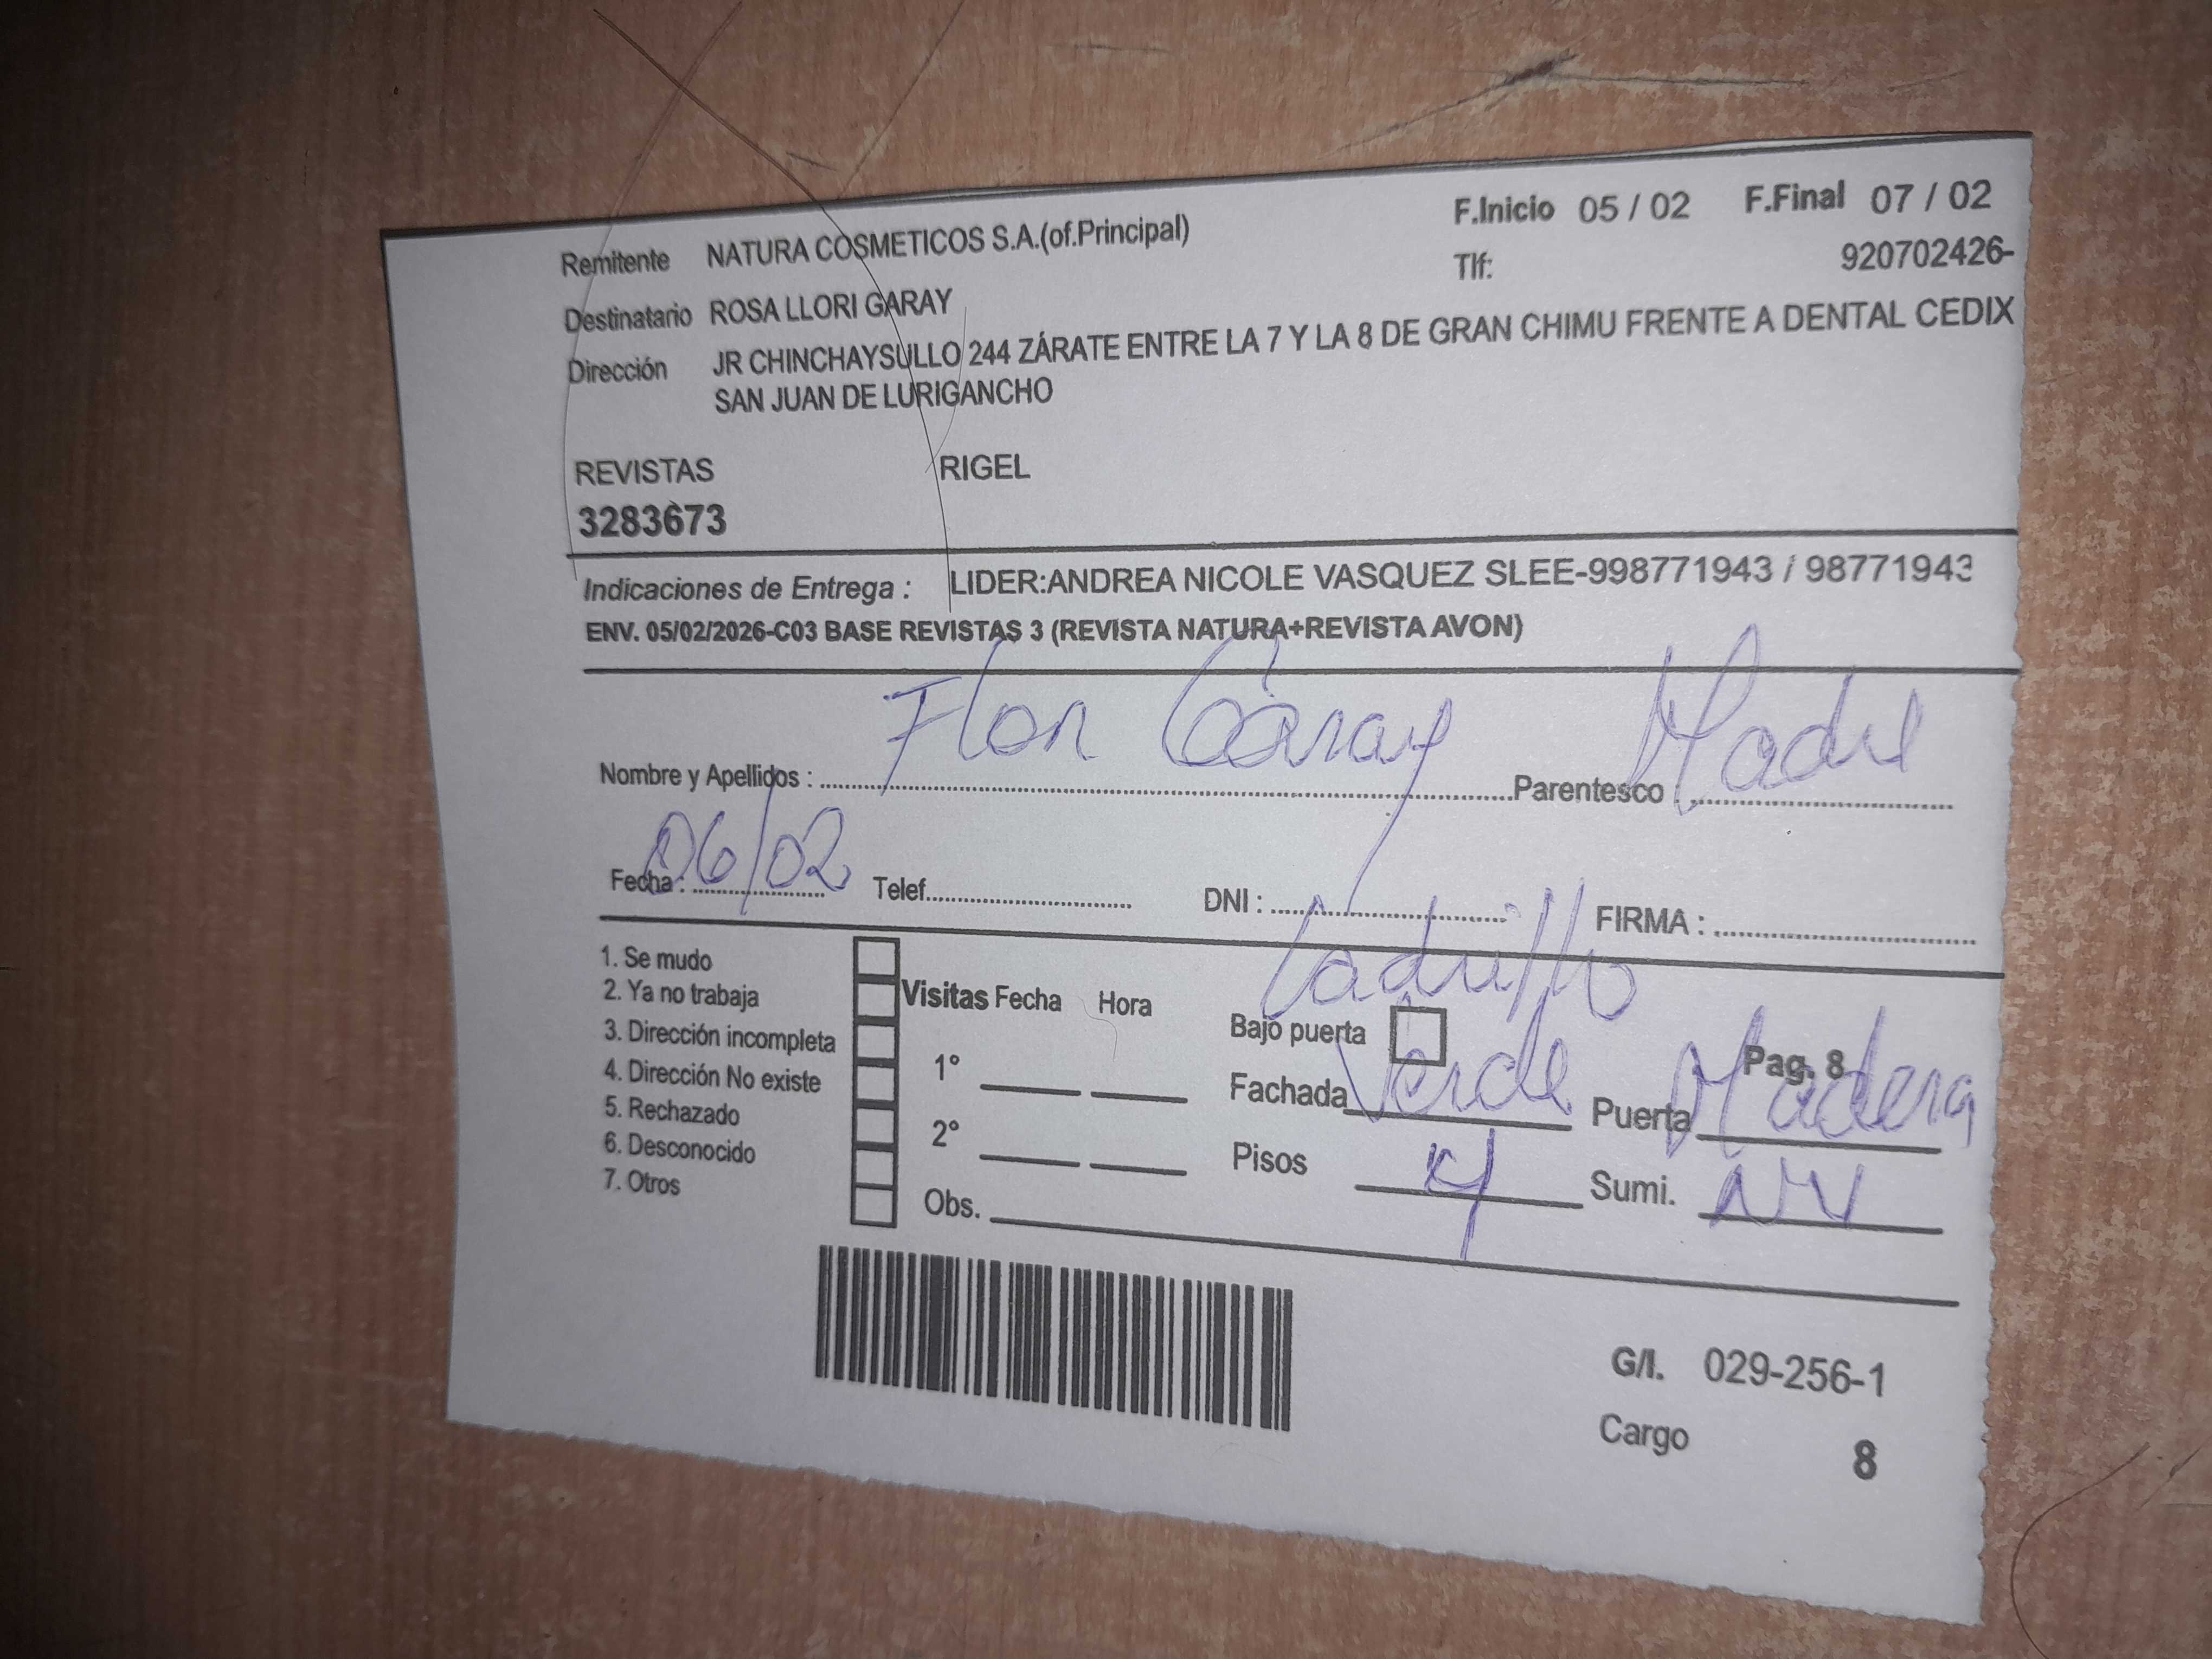 Remitente NATURA COSMETICOS S.A.(of.Principal) F.Inicio 05 / 02 F.Final 07 / 02
Tlf: 920702426-
Destinatario ROSA LLORI GARAY
Dirección JR CHINCHAYSULLO 244 ZÁRATE ENTRE LA 7 Y LA 8 DE GRAN CHIMU FRENTE A DENTAL CEDIX
SAN JUAN DE LURIGANCHO
REVISTAS RIGEL
3283673
Indicaciones de Entrega : LIDER:ANDREA NICOLE VASQUEZ SLEE-998771943 / 98771943
ENV. 05/02/2026-C03 BASE REVISTAS 3 (REVISTA NATURA+REVISTA AVON)
Nombre y Apellidos : Flor Garay Parentesco : Madre
Fecha : 06/02 Telef. DNI : FIRMA :
1. Se mudo
2. Ya no trabaja
3. Dirección incompleta
4. Dirección No existe
5. Rechazado
6. Desconocido
7. Otros
Visitas Fecha Hora
1°
2°
Obs.
Ladrillo
Bajo puerta Pag. 8
Fachada Verde Puerta Madera
Pisos 4 Sumi. NV
G/I. 029-256-1
Cargo 8